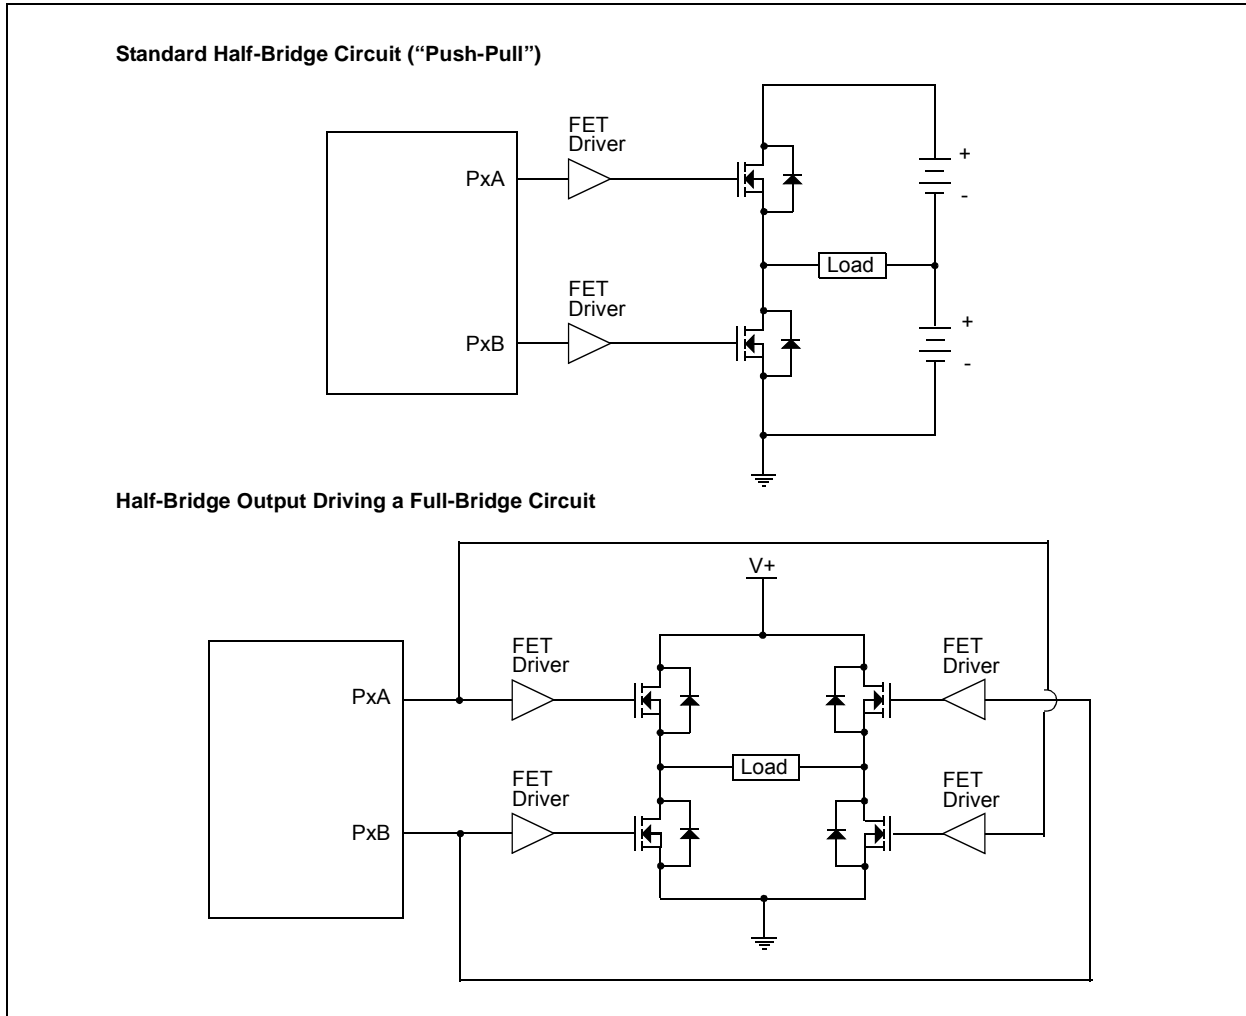 Standard Half-Bridge Circuit (“Push-Pull”)
FET
Driver
PxA
+
-
Load
FET
Driver
PxB
+
-
Half-Bridge Output Driving a Full-Bridge Circuit
V+
FET
Driver
FET
Driver
PxA
Load
FET
Driver
FET
Driver
PxB